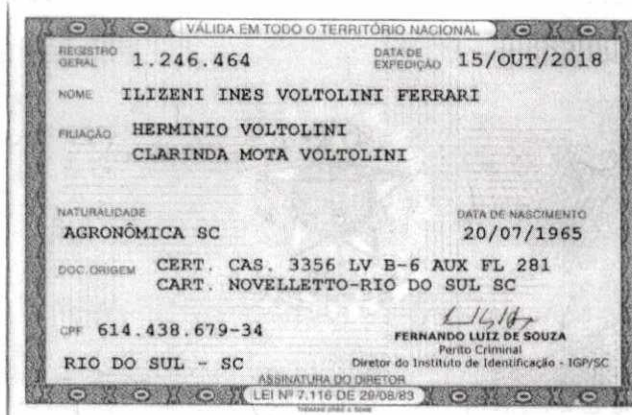 VÁLIDA EM TODO O TERRITÓRIO NACIONAL
REGISTRO GERAL 1.246.464 DATA DE EXPEDIÇÃO 15/OUT/2018
NOME ILIZENI INES VOLTOLINI FERRARI
FILIAÇÃO HERMINIO VOLTOLINI
CLARINDA MOTA VOLTOLINI
NATURALIDADE DATA DE NASCIMENTO
AGRONÔMICA SC 20/07/1965
DOC. ORIGEM CERT. CAS. 3356 LV B-6 AUX FL 281
CART. NOVELLETTO-RIO DO SUL SC
CPF 614.438.679-34
FERNANDO LUIZ DE SOUZA
Perito Criminal
RIO DO SUL - SC Diretor do Instituto de Identificação - IGP/SC
ASSINATURA DO DIRETOR
LEI Nº 7.116 DE 29/08/83